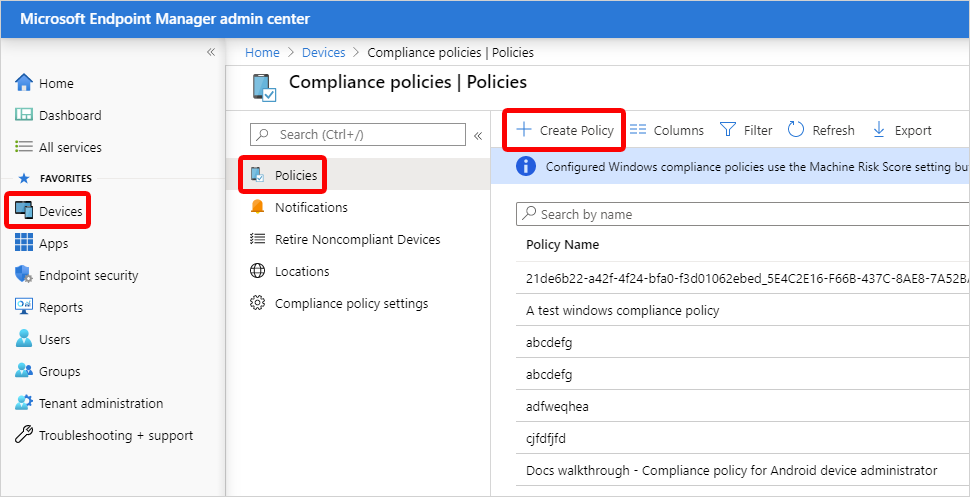 Microsoft Endpoint Manager admin center
«
Home
Dashboard
All services
FAVORITES
Devices
Apps
Endpoint security
Reports
Users
Groups
Tenant administration
Troubleshooting + support
Home > Devices > Compliance policies | Policies
Compliance policies | Policies
Search (Ctrl+/)
«
Policies
Notifications
Retire Noncompliant Devices
Locations
Compliance policy settings
Create Policy Columns Filter Refresh Export
Configured Windows compliance policies use the Machine Risk Score setting bu
Search by name
Policy Name
21de6b22-a42f-4f24-bfa0-f3d01062ebed_5E4C2E16-F66B-437C-8AE8-7A52BA
A test windows compliance policy
abcdefg
abcdefg
adfweqhea
cjfdfjfd
Docs walkthrough - Compliance policy for Android device administrator